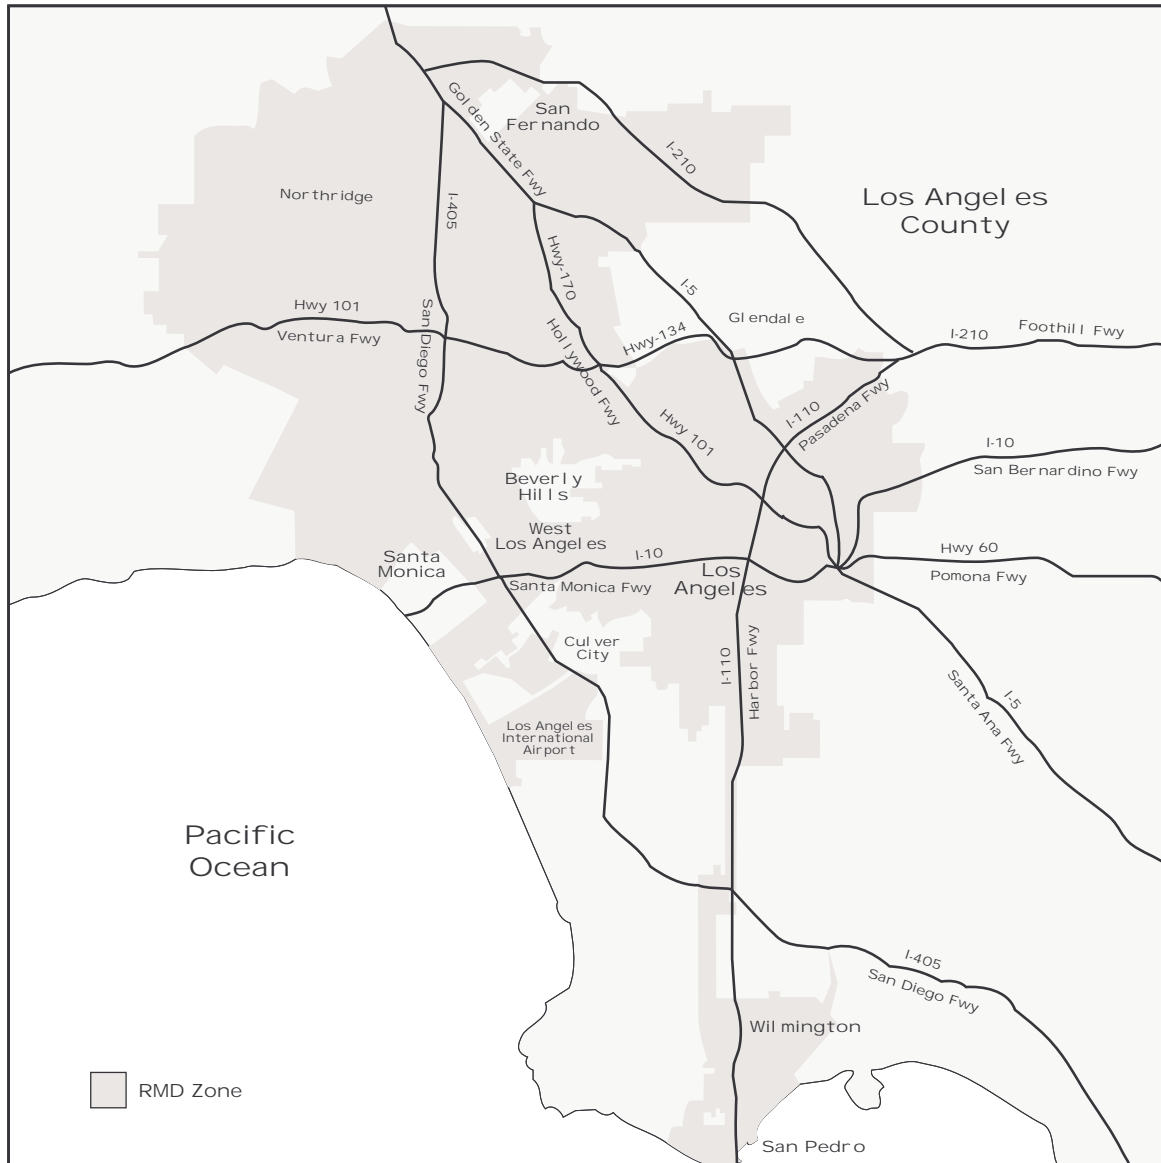 San
Fernando
Golden State Fwy
I-210
Northridge
I-405
Los Angeles
County
Hwy-170
I-5
Hwy 101
Ventura Fwy
San Diego Fwy
Hollywood Fwy
Hwy-134
Glendale
I-210
Foothill Fwy
Hwy 101
I-110
Pasadena Fwy
I-10
San Bernardino Fwy
Beverly
Hills
West
Los Angeles
Santa
Monica
I-10
Santa Monica Fwy
Los
Angeles
Hwy 60
Pomona Fwy
Culver
City
I-110
Harbor Fwy
I-5
Santa Ana Fwy
Los Angeles
International
Airport
Pacific
Ocean
I-405
San Diego Fwy
Wilmington
RMD Zone
San Pedro